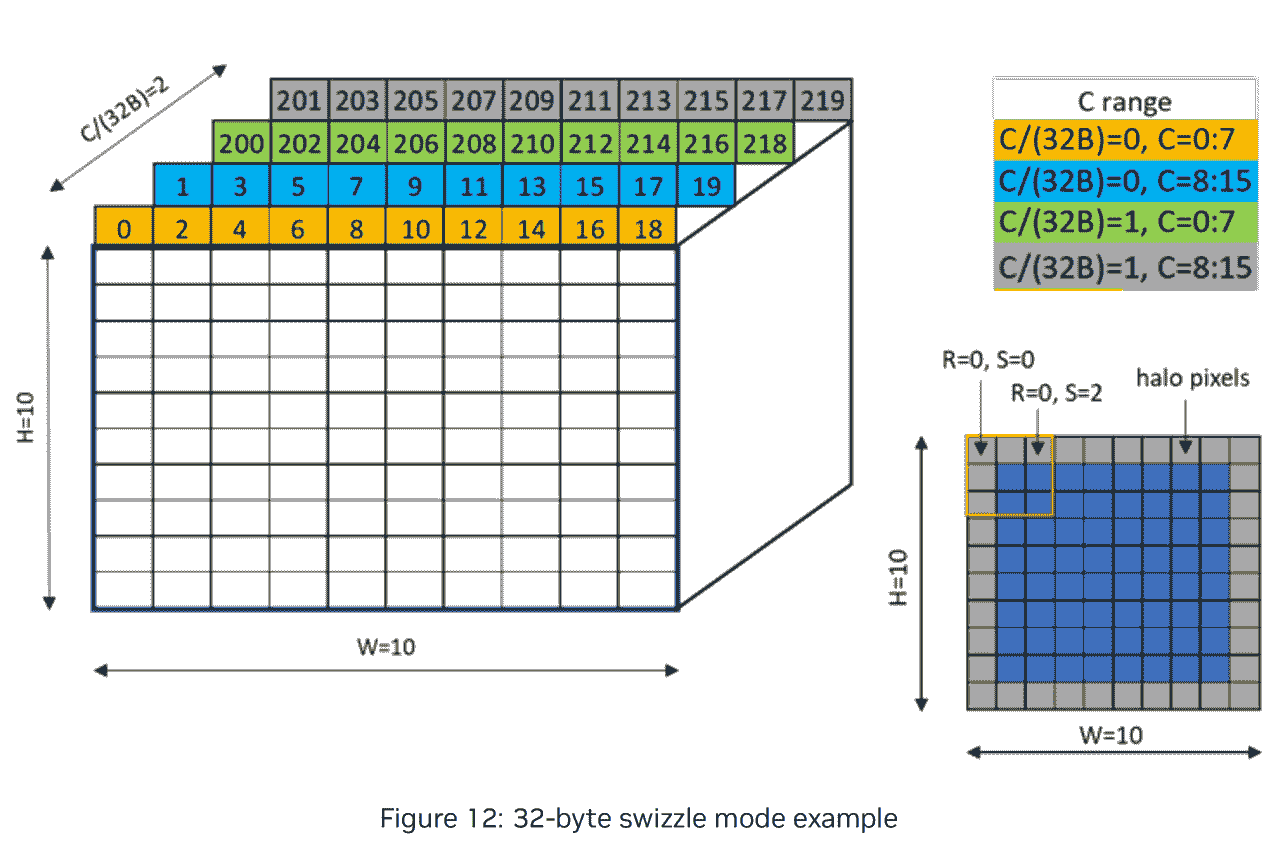 C/(32B)=2
201 203 205 207 209 211 213 215 217 219
200 202 204 206 208 210 212 214 216 218
1 3 5 7 9 11 13 15 17 19
0 2 4 6 8 10 12 14 16 18
H=10
W=10
C range
C/(32B)=0, C=0:7
C/(32B)=0, C=8:15
C/(32B)=1, C=0:7
C/(32B)=1, C=8:15
R=0, S=0
R=0, S=2
halo pixels
H=10
W=10
Figure 12: 32-byte swizzle mode example